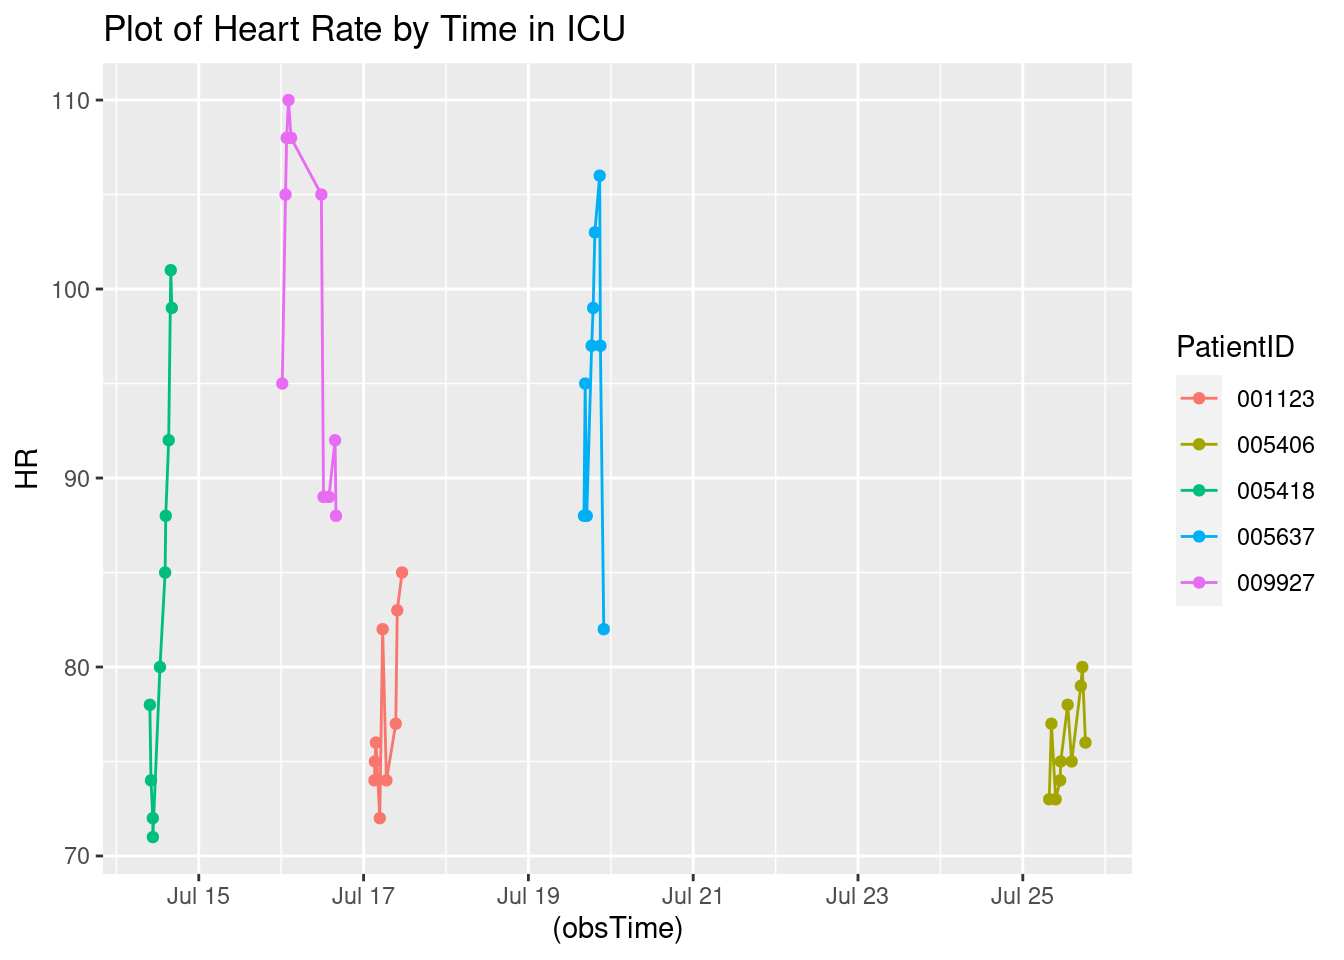 Plot of Heart Rate by Time in ICU
110
100
90
80
70
HR
Jul 15 Jul 17 Jul 19 Jul 21 Jul 23 Jul 25
(obsTime)
PatientID
001123
005406
005418
005637
009927